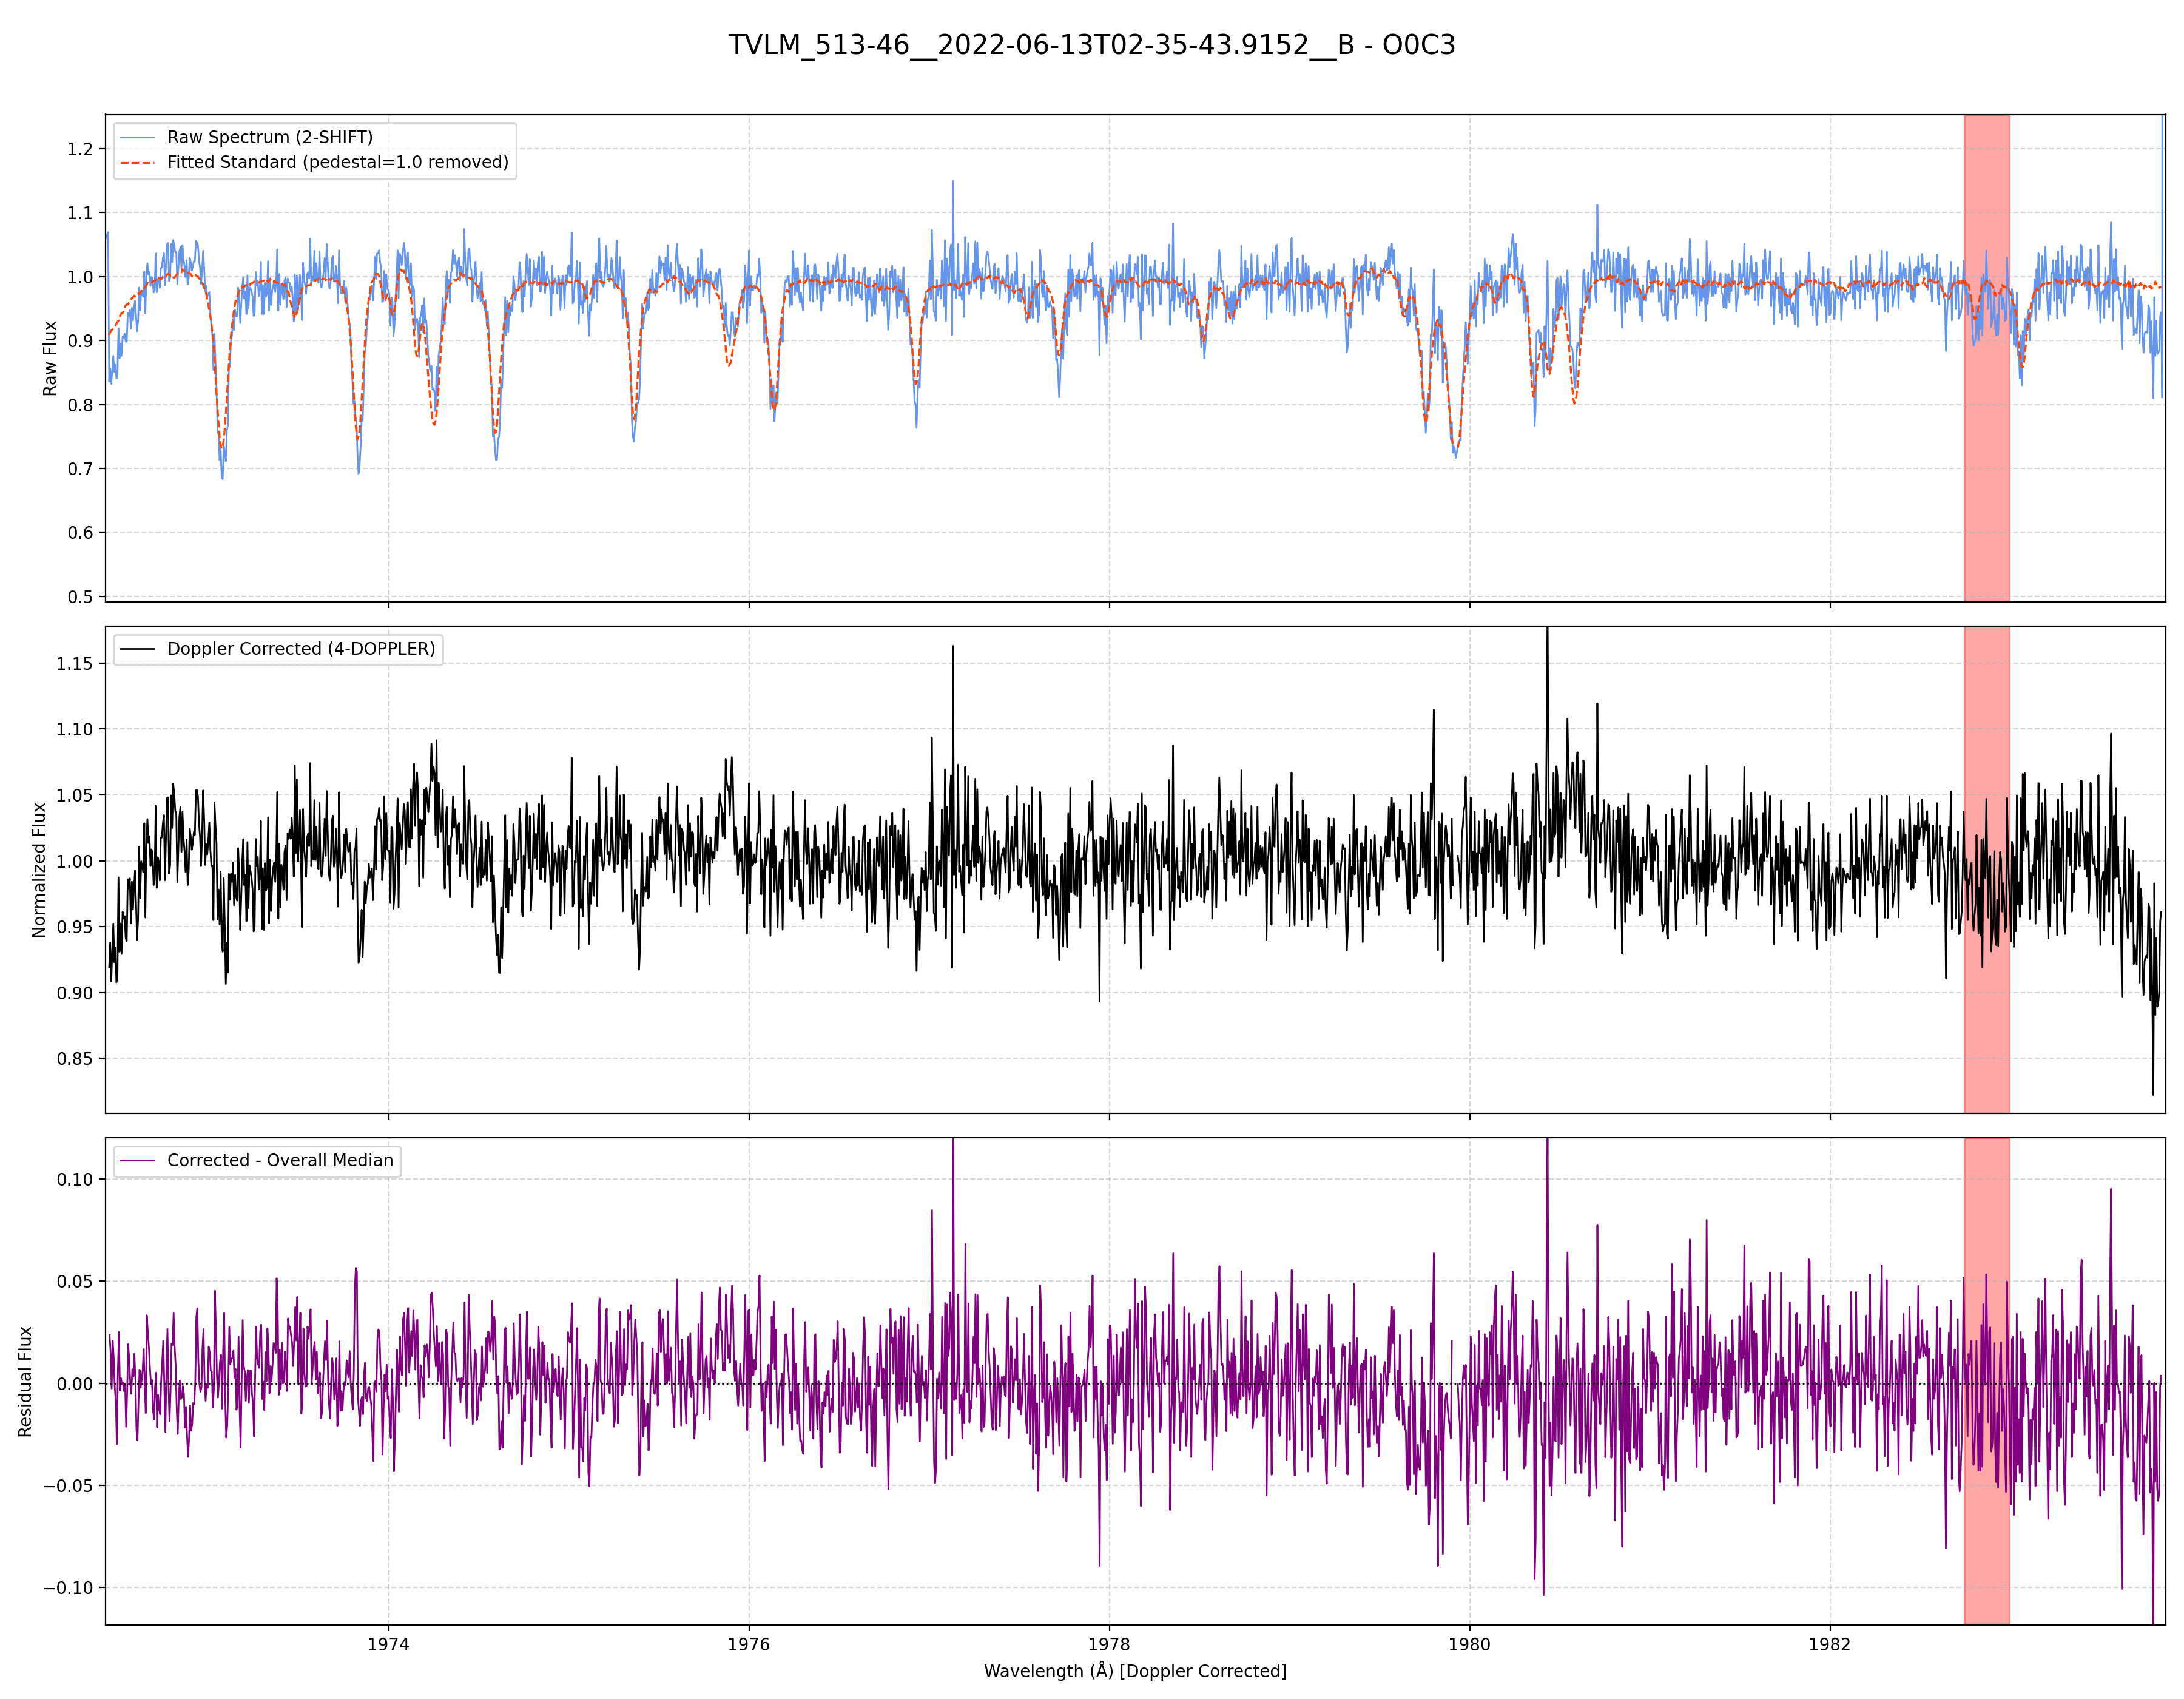 TVLM_513-46__2022-06-13T02-35-43.9152__B - O0C3
Raw Spectrum (2-SHIFT)
Fitted Standard (pedestal=1.0 removed)
Raw Flux
1.2
1.1
1.0
0.9
0.8
0.7
0.6
0.5
Doppler Corrected (4-DOPPLER)
Normalized Flux
1.15
1.10
1.05
1.00
0.95
0.90
0.85
Corrected - Overall Median
Residual Flux
0.10
0.05
0.00
−0.05
−0.10
1974
1976
1978
1980
1982
Wavelength (Å) [Doppler Corrected]